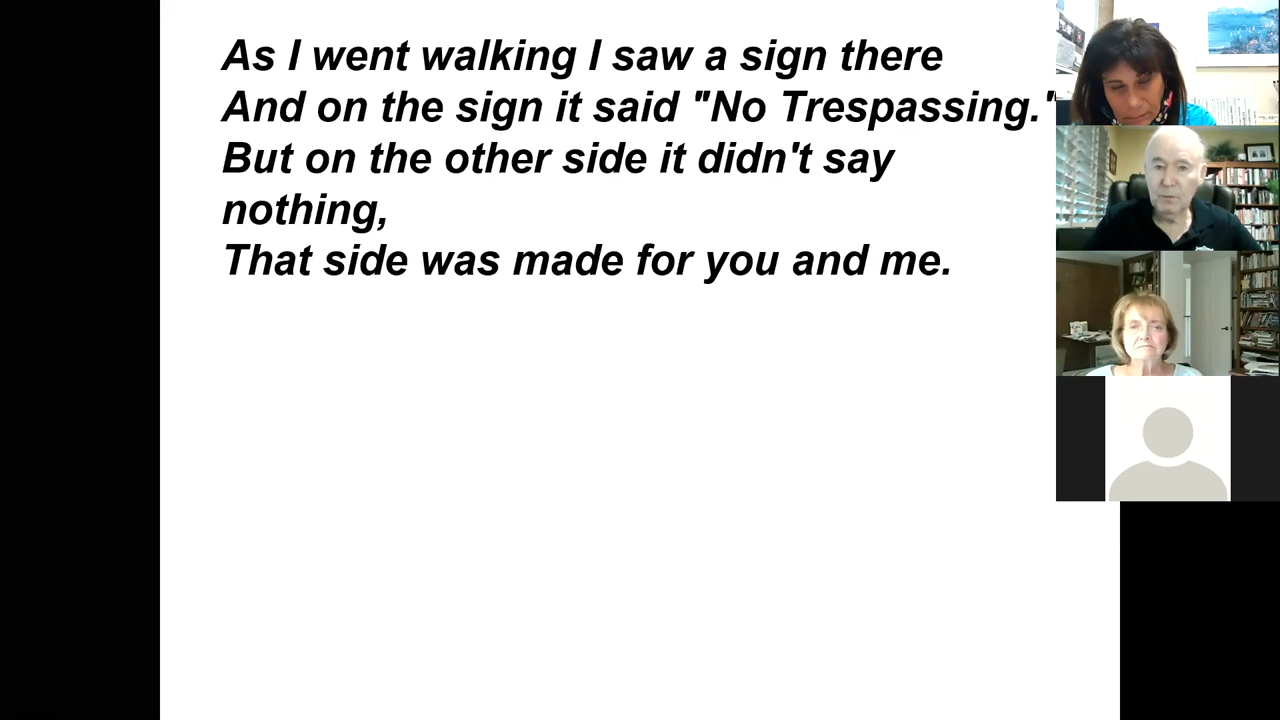 As I went walking I saw a sign there
And on the sign it said "No Trespassing."
But on the other side it didn't say
nothing,
That side was made for you and me.